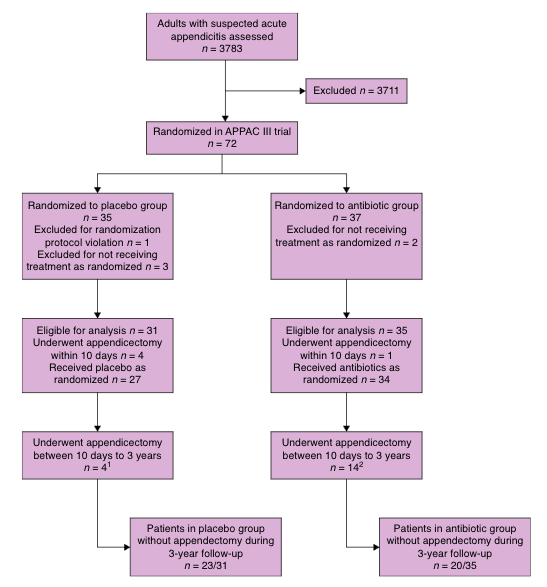 Adults with suspected acute
appendicitis assessed
n = 3783
Excluded n = 3711
Randomized in APPAC III trial
n = 72
Randomized to placebo group
n = 35
Excluded for randomization
protocol violation n = 1
Excluded for not receiving
treatment as randomized n = 3
Randomized to antibiotic group
n = 37
Excluded for not receiving
treatment as randomized n = 2
Eligible for analysis n = 31
Underwent appendicectomy
within 10 days n = 4
Received placebo as
randomized n = 27
Eligible for analysis n = 35
Underwent appendicectomy
within 10 days n = 1
Received antibiotics as
randomized n = 34
Underwent appendicectomy
between 10 days to 3 years
n = 4¹
Underwent appendicectomy
between 10 days to 3 years
n = 14²
Patients in placebo group
without appendectomy during
3-year follow-up
n = 23/31
Patients in antibiotic group
without appendectomy during
3-year follow-up
n = 20/35